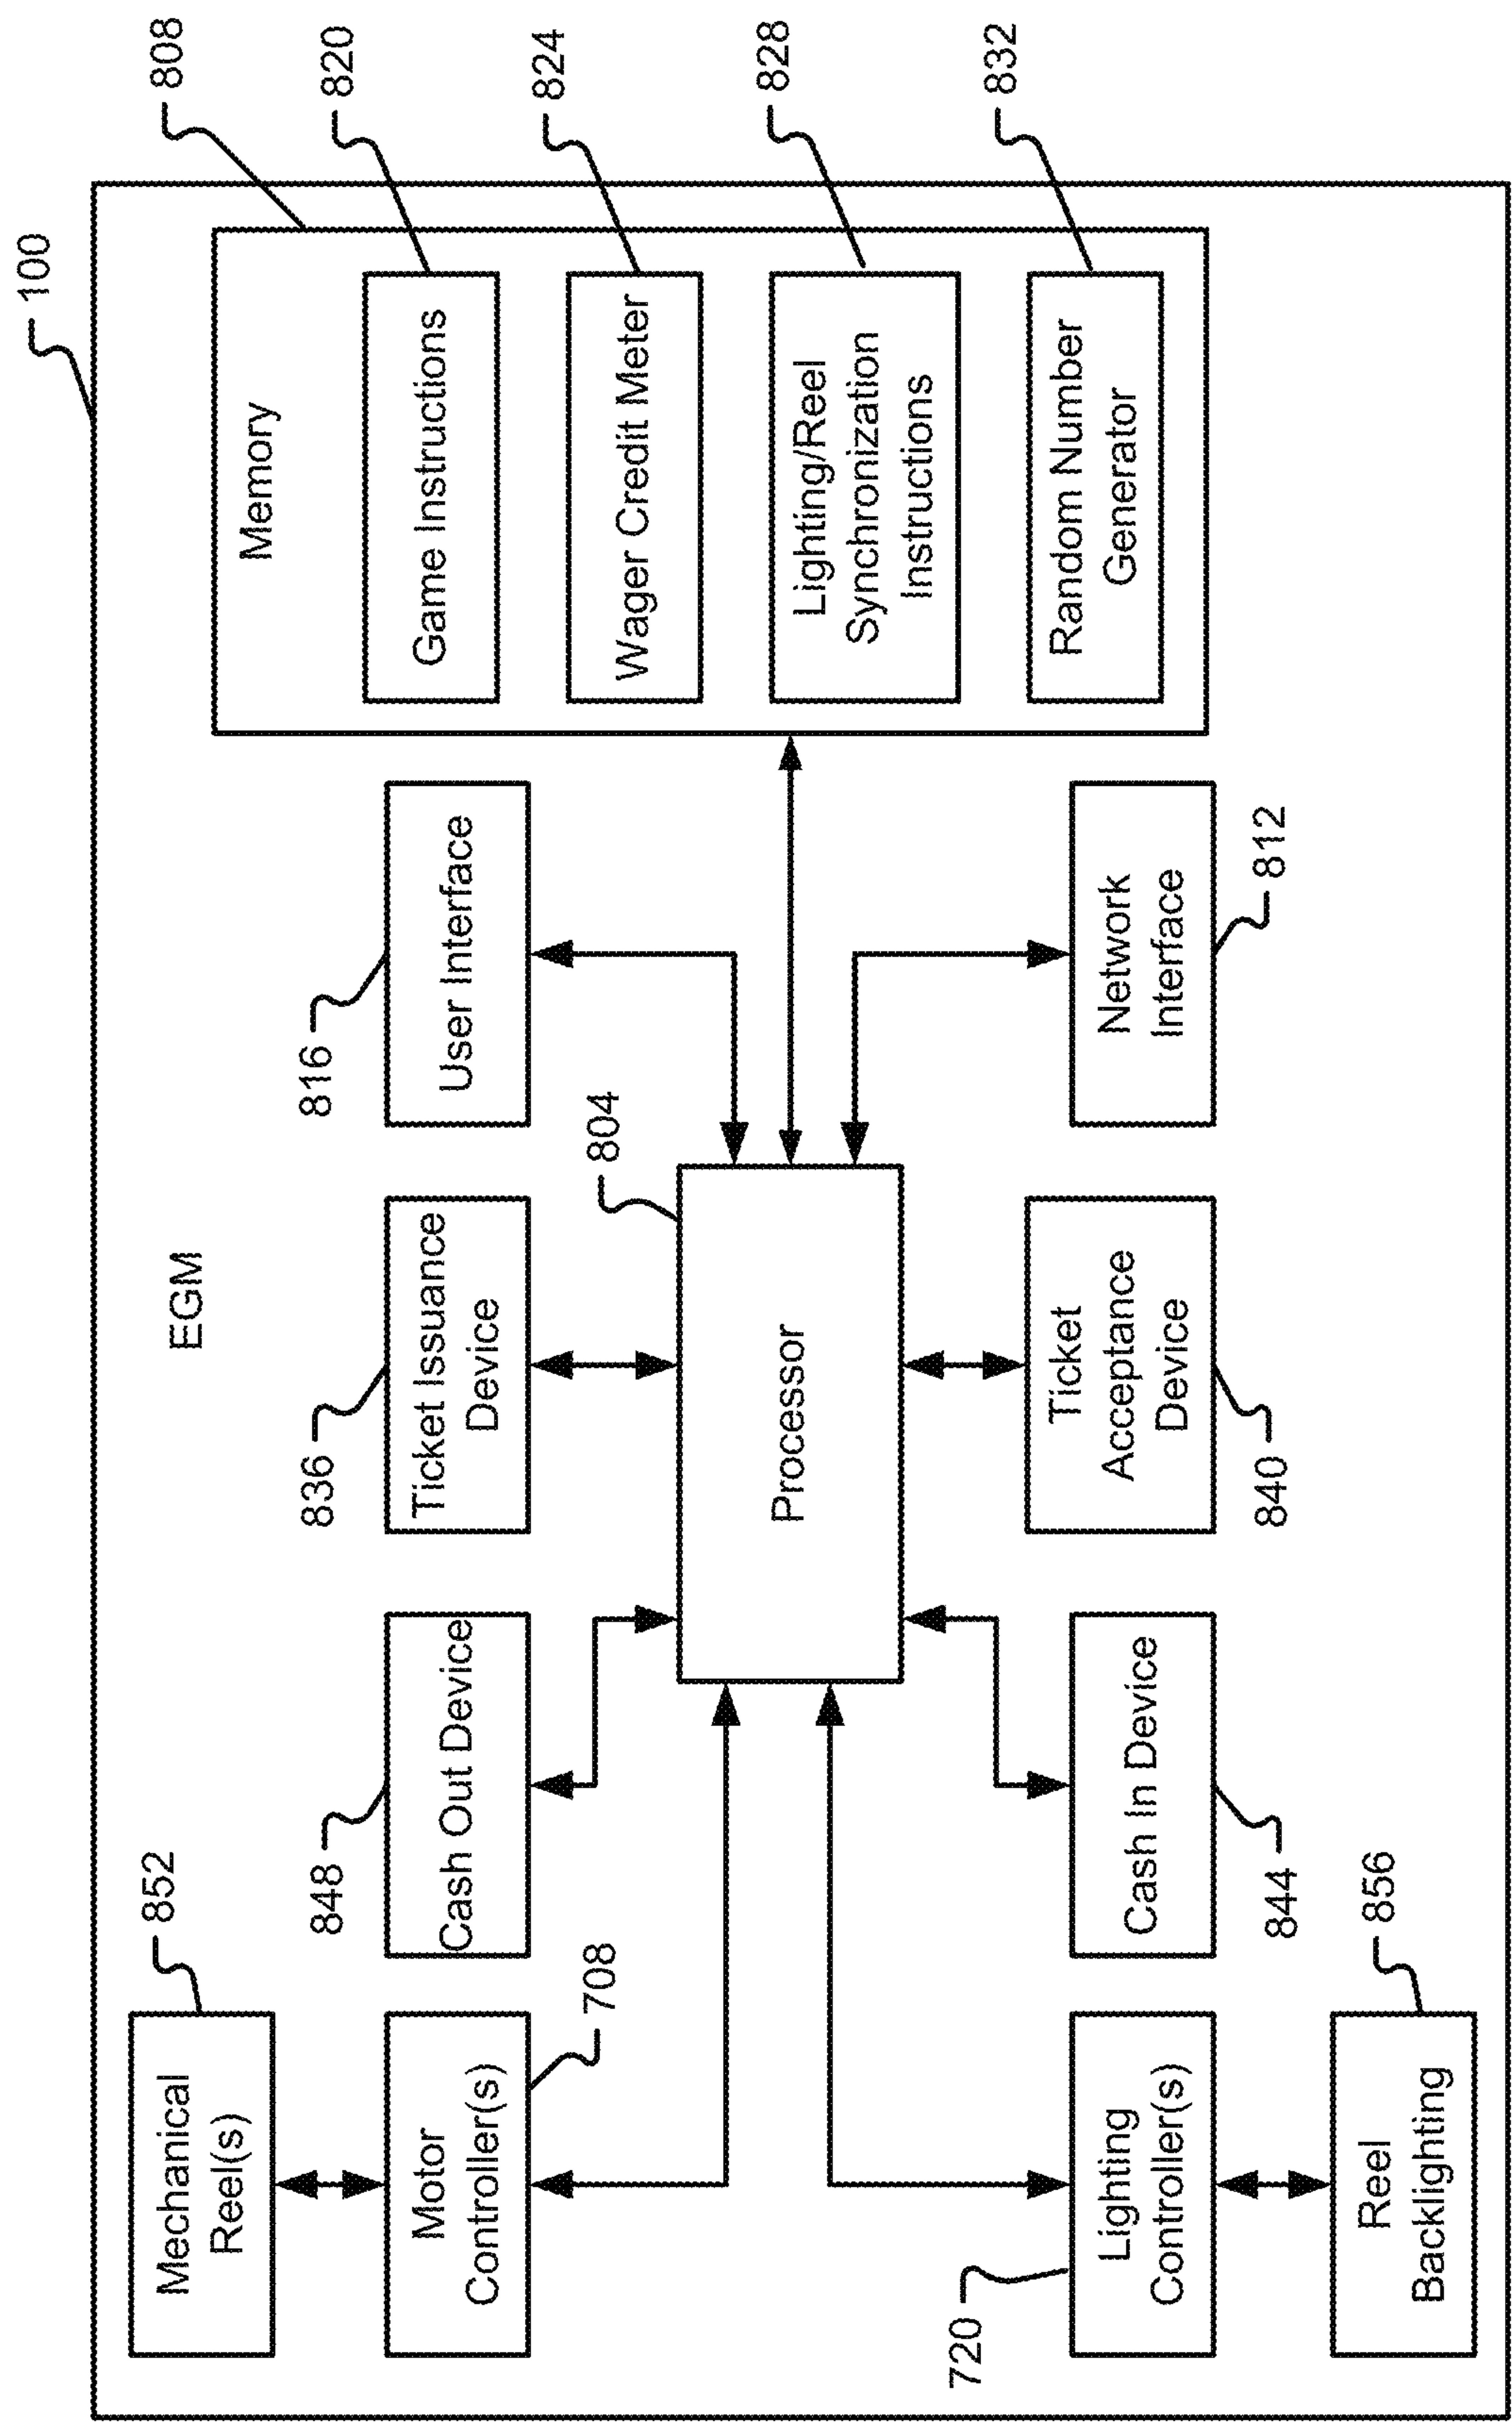 100
EGM
808
Memory
820
Game Instructions
824
Wager Credit Meter
828
Lighting/Reel
Synchronization
Instructions
832
Random Number
Generator
852
Mechanical
Reel(s)
708
Motor
Controller(s)
848
Cash Out Device
836
Ticket Issuance
Device
816
User Interface
804
Processor
720
Lighting
Controller(s)
856
Reel
Backlighting
Cash In Device
844
Ticket
Acceptance
Device
840
Network
Interface
812